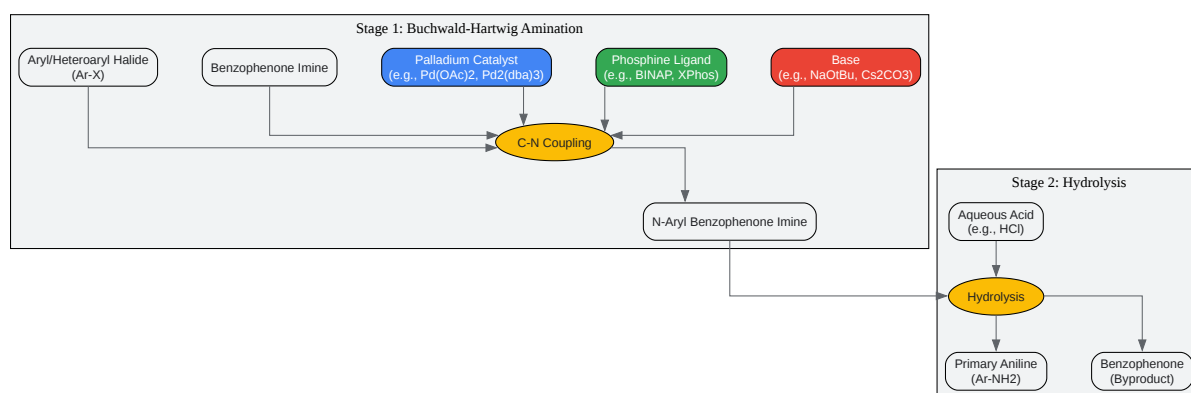 Stage 1: Buchwald-Hartwig Amination
Aryl/Heteroaryl Halide
(Ar-X)
Benzophenone Imine
Palladium Catalyst
(e.g., Pd(OAc)2, Pd2(dba)3)
Phosphine Ligand
(e.g., BINAP, XPhos)
Base
(e.g., NaOtBu, Cs2CO3)
C-N Coupling
N-Aryl Benzophenone Imine
Stage 2: Hydrolysis
Aqueous Acid
(e.g., HCl)
Hydrolysis
Primary Aniline
(Ar-NH2)
Benzophenone
(Byproduct)